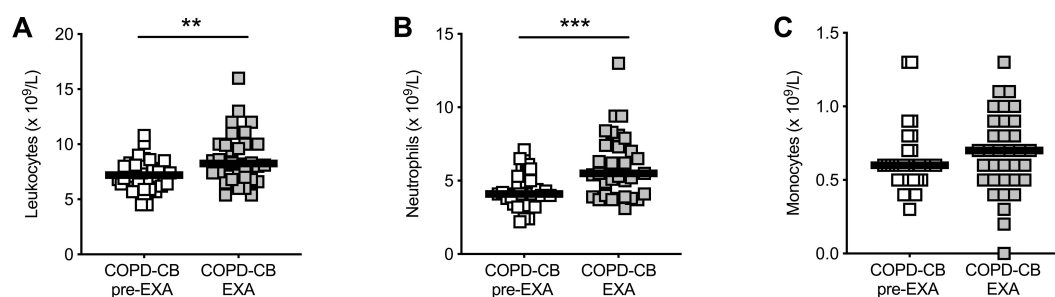 A
**
Leukocytes (x 10⁹/L)
20
15
10
5
0
COPD-CB
pre-EXA
COPD-CB
EXA
B
***
Neutrophils (x 10⁹/L)
15
10
5
0
COPD-CB
pre-EXA
COPD-CB
EXA
C
Monocytes (x 10⁹/L)
1.5
1.0
0.5
0.0
COPD-CB
pre-EXA
COPD-CB
EXA